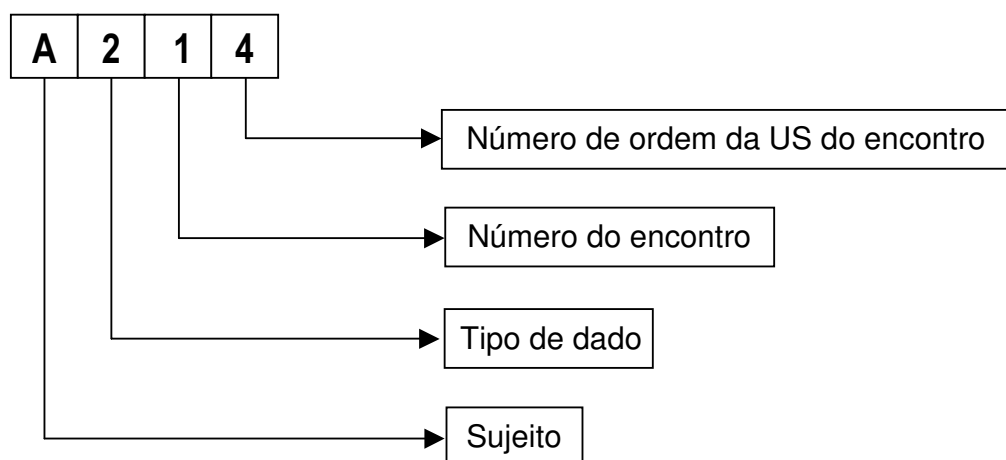 A 2 1 4
Número de ordem da US do encontro
Número do encontro
Tipo de dado
Sujeito